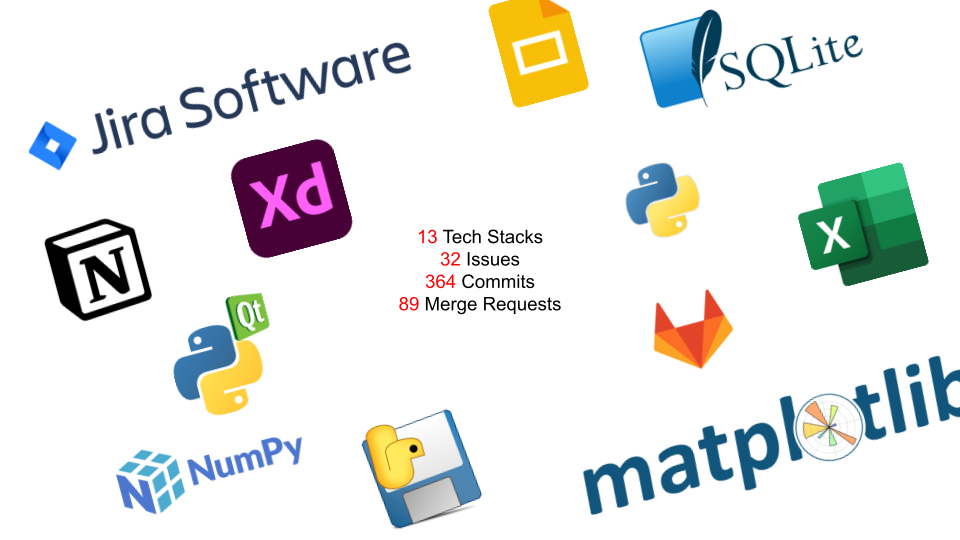 Jira Software
SQLite
Xd
N
X
13 Tech Stacks
32 Issues
364 Commits
89 Merge Requests
Qt
matplotlib
N NumPy